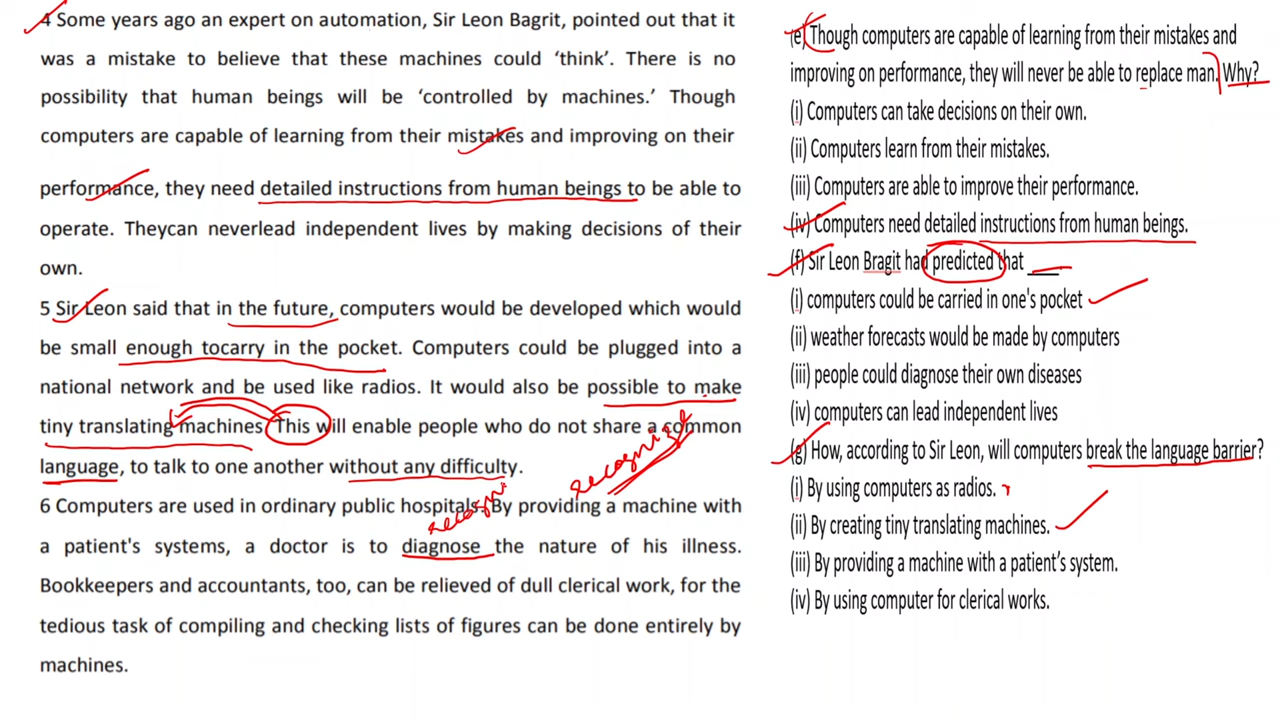 4 Some years ago an expert on automation, Sir Leon Bagrit, pointed out that it
was a mistake to believe that these machines could ‘think’. There is no
possibility that human beings will be ‘controlled by machines.’ Though
computers are capable of learning from their mistakes and improving on their
performance, they need detailed instructions from human beings to be able to
operate. Theycan neverlead independent lives by making decisions of their
own.
5 Sir Leon said that in the future, computers would be developed which would
be small enough tocarry in the pocket. Computers could be plugged into a
national network and be used like radios. It would also be possible to make
tiny translating machines This will enable people who do not share a common
language, to talk to one another without any difficulty.
recogniz
6 Computers are used in ordinary public hospitals. By providing a machine with
recogni
a patient's systems, a doctor is to diagnose the nature of his illness.
Bookkeepers and accountants, too, can be relieved of dull clerical work, for the
tedious task of compiling and checking lists of figures can be done entirely by
machines.
(e) Though computers are capable of learning from their mistakes and
improving on performance, they will never be able to replace man. Why?
(i) Computers can take decisions on their own.
(ii) Computers learn from their mistakes.
(iii) Computers are able to improve their performance.
(iv) Computers need detailed instructions from human beings.
(f) Sir Leon Bragit had predicted that ____
(i) computers could be carried in one's pocket
(ii) weather forecasts would be made by computers
(iii) people could diagnose their own diseases
(iv) computers can lead independent lives
(g) How, according to Sir Leon, will computers break the language barrier?
(i) By using computers as radios.
(ii) By creating tiny translating machines.
(iii) By providing a machine with a patient’s system.
(iv) By using computer for clerical works.